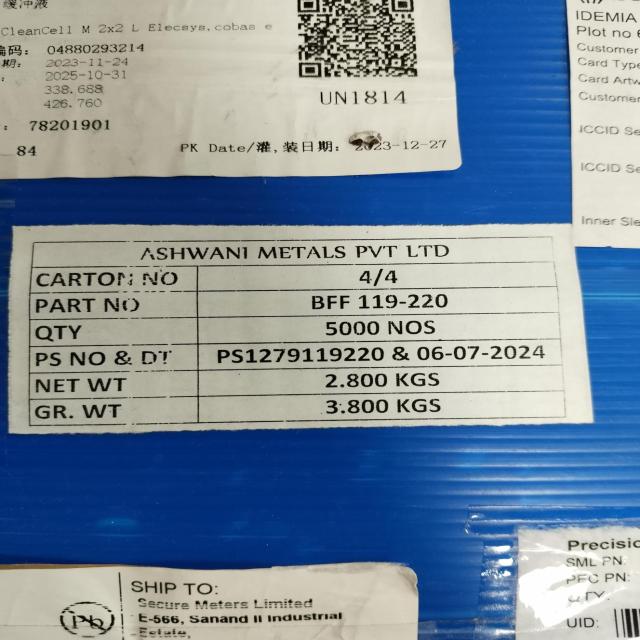 缓冲液
CleanCell M 2x2 L Elecsys,cobas e
编码: 04880293214
期: 2023-11-24
2025-10-31
338.688
426.760
: 78201901
84
UN1814
PK Date/灌,装日期: 2023-12-27
IDEMIA
Plot no 6
Customer
Card Type
Card Artw
Customer
ICCID Se
ICCID Se
Inner Sle
ASHWANI METALS PVT LTD
CARTON NO 4/4
PART NO BFF 119-220
QTY 5000 NOS
PS NO & DT PS1279119220 & 06-07-2024
NET WT 2.800 KGS
GR. WT 3.800 KGS
Pb
SHIP TO:
Secure Meters Limited
E-566, Sanand II Industrial
Estate,
Precisio
SML PN:
PEC PN:
QTY:
UID: